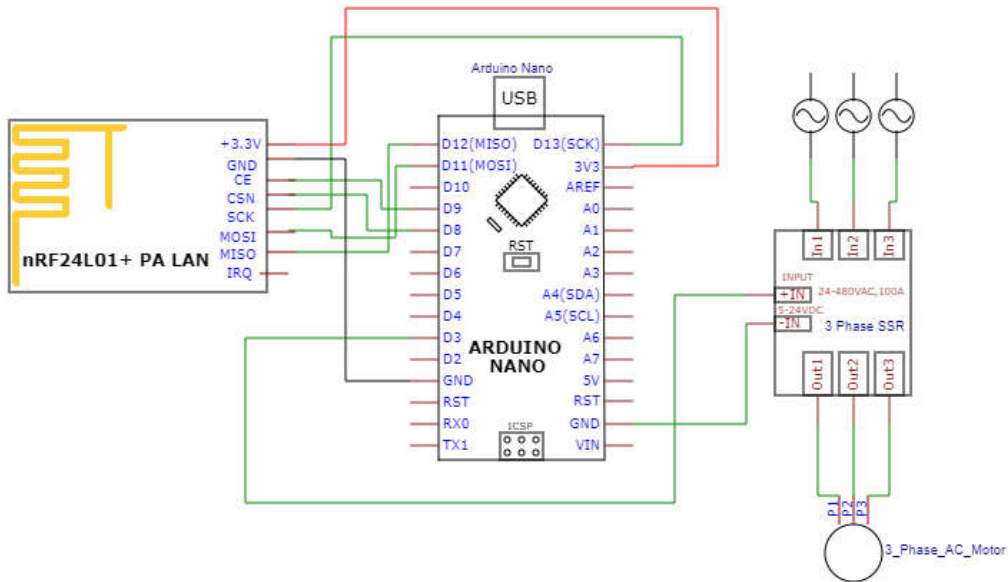 Arduino Nano
USB
+3.3V
GND
CE
CSN
SCK
MOSI
MISO
IRQ
nRF24L01+ PA LAN
D12(MISO)
D11(MOSI)
D10
D9
D8
D7
D6
D5
D4
D3
D2
GND
RST
RX0
TX1
RST
ARDUINO
NANO
ICSP
D13(SCK)
3V3
AREF
A0
A1
A2
A3
A4(SDA)
A5(SCL)
A6
A7
5V
RST
GND
VIN
In1
In2
In3
INPUT
+IN
24-480VAC,100A
5-24VDC
-IN
3 Phase SSR
Out1
Out2
Out3
P1
P2
P3
3_Phase_AC_Motor